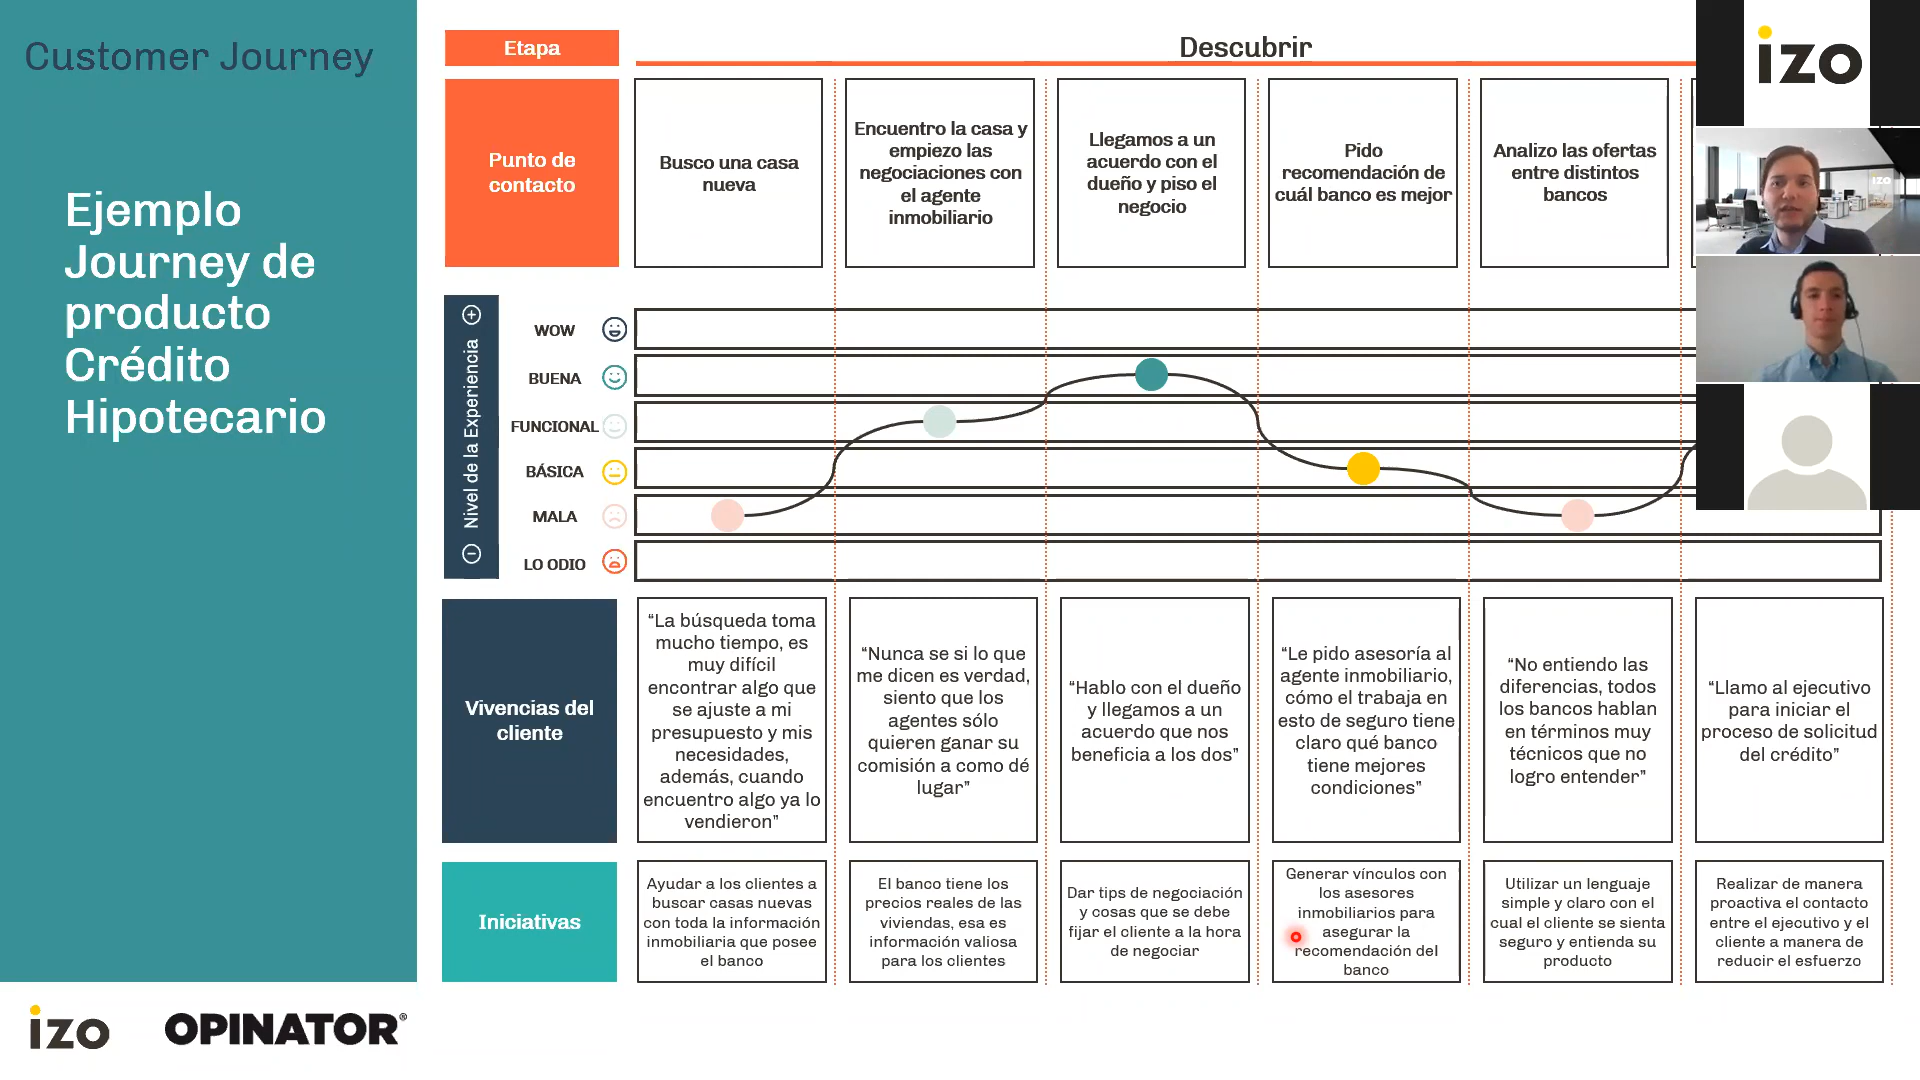 Customer Journey
Ejemplo
Journey de
producto
Crédito
Hipotecario
Etapa
Descubrir
Punto de
contacto
Busco una casa
nueva
Encuentro la casa y
empiezo las
negociaciones con
el agente
inmobiliario
Llegamos a un
acuerdo con el
dueño y piso el
negocio
Pido
recomendación de
cuál banco es mejor
Analizo las ofertas
entre distintos
bancos
Nivel de la Experiencia
WOW
BUENA
FUNCIONAL
BÁSICA
MALA
LO ODIO
Vivencias del
cliente
“La búsqueda toma
mucho tiempo, es
muy difícil
encontrar algo que
se ajuste a mi
presupuesto y mis
necesidades,
además, cuando
encuentro algo ya lo
vendieron”
“Nunca se si lo que
me dicen es verdad,
siento que los
agentes sólo
quieren ganar su
comisión a como dé
lugar”
“Hablo con el dueño
y llegamos a un
acuerdo que nos
beneficia a los dos”
“Le pido asesoría al
agente inmobiliario,
cómo el trabaja en
esto de seguro tiene
claro qué banco
tiene mejores
condiciones”
“No entiendo las
diferencias, todos
los bancos hablan
en términos muy
técnicos que no
logro entender”
“Llamo al ejecutivo
para iniciar el
proceso de solicitud
del crédito”
Iniciativas
Ayudar a los clientes a
buscar casas nuevas
con toda la información
inmobiliaria que posee
el banco
El banco tiene los
precios reales de las
viviendas, esa es
información valiosa
para los clientes
Dar tips de negociación
y cosas que se debe
fijar el cliente a la hora
de negociar
Generar vínculos con
los asesores
inmobiliarios para
asegurar la
recomendación del
banco
Utilizar un lenguaje
simple y claro con el
cual el cliente se sienta
seguro y entienda su
producto
Realizar de manera
proactiva el contacto
entre el ejecutivo y el
cliente a manera de
reducir el esfuerzo
izo
izo
izo
OPINATOR®